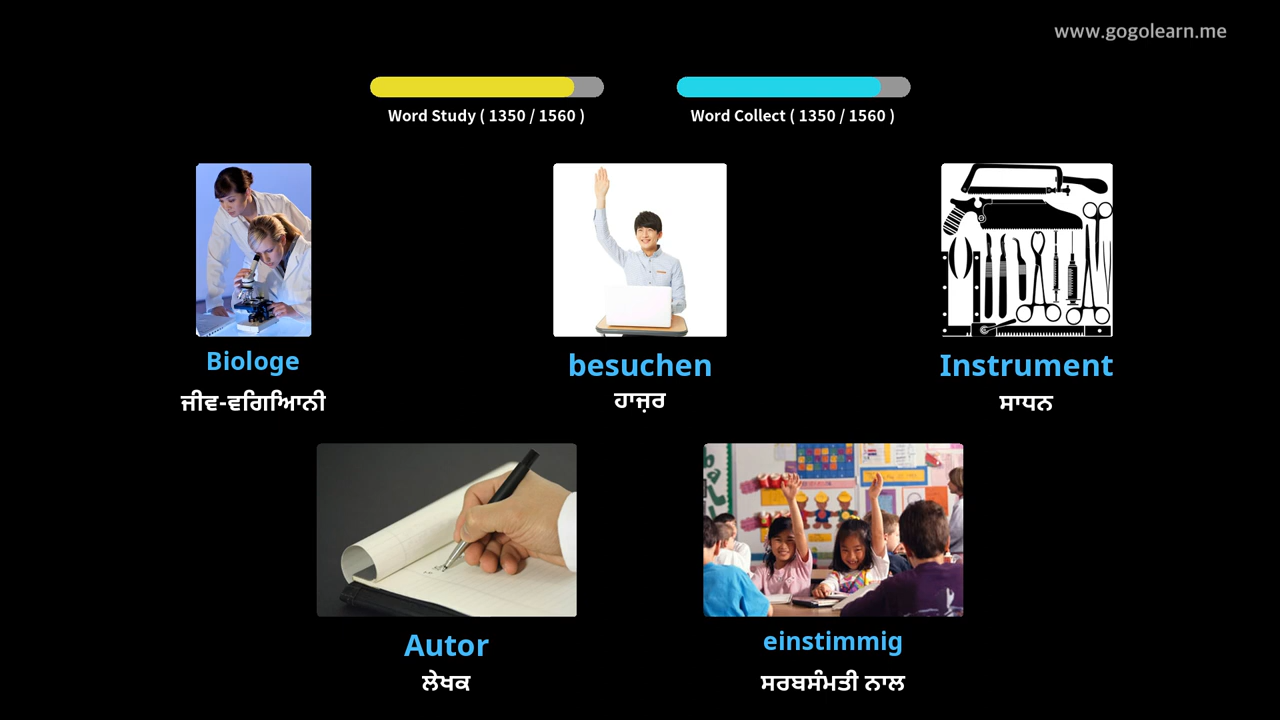 www.gogolearn.me
Word Study ( 1350 / 1560 )
Word Collect ( 1350 / 1560 )
Biologe
ਜੀਵ-ਵਗਿਆਿਨੀ
besuchen
ਹਾਜ਼ਰ
Instrument
ਸਾਧਨ
Autor
ਲੇਖਕ
einstimmig
ਸਰਬਸੰਮਤੀ ਨਾਲ